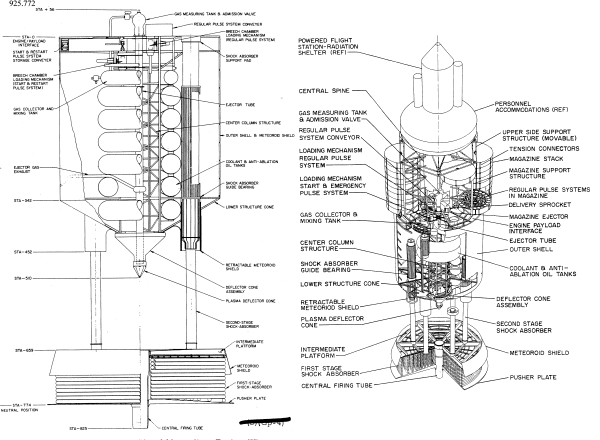 925.772
STA + 36
GAS MEASURING TANK & ADMISSION VALVE
REGULAR PULSE SYSTEM CONVEYER
STA-0
ENGINE/PAYLOAD
INTERFACE
BREECH CHAMBER
LOADING MECHANISM
(REGULAR PULSE SYSTEM)
START & RESTART
PULSE SYSTEM
STORAGE CONVEYER
SHOCK ABSORBER
SUPPORT PAD
BREECH CHAMBER
LOADING MECHANISM
(START & RESTART
PULSE SYSTEM)
EJECTOR TUBE
GAS COLLECTOR AND
MIXING TANK
CENTER COLUMN STRUCTURE
OUTER SHELL & METEOROID SHIELD
EJECTOR GAS
EXHAUST
COOLANT & ANTI-ABLATION
OIL TANKS
SHOCK ABSORBER
GUIDE BEARING
STA-342
LOWER STRUCTURE CONE
STA-452
RETRACTABLE METEOROID
SHIELD
STA-510
DEFLECTOR CONE
ASSEMBLY
PLASMA DEFLECTOR CONE
SECOND-STAGE
SHOCK ABSORBER
INTERMEDIATE
PLATFORM
STA-659
METEOROID
SHIELD
FIRST-STAGE
SHOCK-ABSORBER
PUSHER PLATE
STA-774
NEUTRAL POSITION
STA-825
CENTRAL FIRING TUBE
POWERED FLIGHT
STATION-RADIATION
SHELTER (REF)
CENTRAL SPINE
GAS MEASURING TANK
& ADMISSION VALVE
REGULAR PULSE
SYSTEM CONVEYOR
LOADING MECHANISM
REGULAR PULSE
SYSTEM
LOADING MECHANISM
START & EMERGENCY
PULSE SYSTEM
GAS COLLECTOR &
MIXING TANK
CENTER COLUMN
STRUCTURE
SHOCK ABSORBER
GUIDE BEARING
LOWER STRUCTURE CONE
RETRACTABLE
METEORIOD SHIELD
PLASMA DEFLECTOR
CONE
INTERMEDIATE
PLATFORM
FIRST STAGE
SHOCK ABSORBER
CENTRAL FIRING TUBE
PERSONNEL
ACCOMMODATIONS (REF)
UPPER SIDE SUPPORT
STRUCTURE (MOVABLE)
TENSION CONNECTORS
MAGAZINE STACK
MAGAZINE SUPPORT
STRUCTURE
REGULAR PULSE SYSTEMS
IN MAGAZINE
DELIVERY SPROCKET
MAGAZINE EJECTOR
ENGINE PAYLOAD
INTERFACE
EJECTOR TUBE
OUTER SHELL
COOLANT & ANTI-
ABLATION OIL TANKS
DEFLECTOR CONE
ASSEMBLY
SECOND STAGE
SHOCK ABSORBER
METEOROID SHIELD
PUSHER PLATE